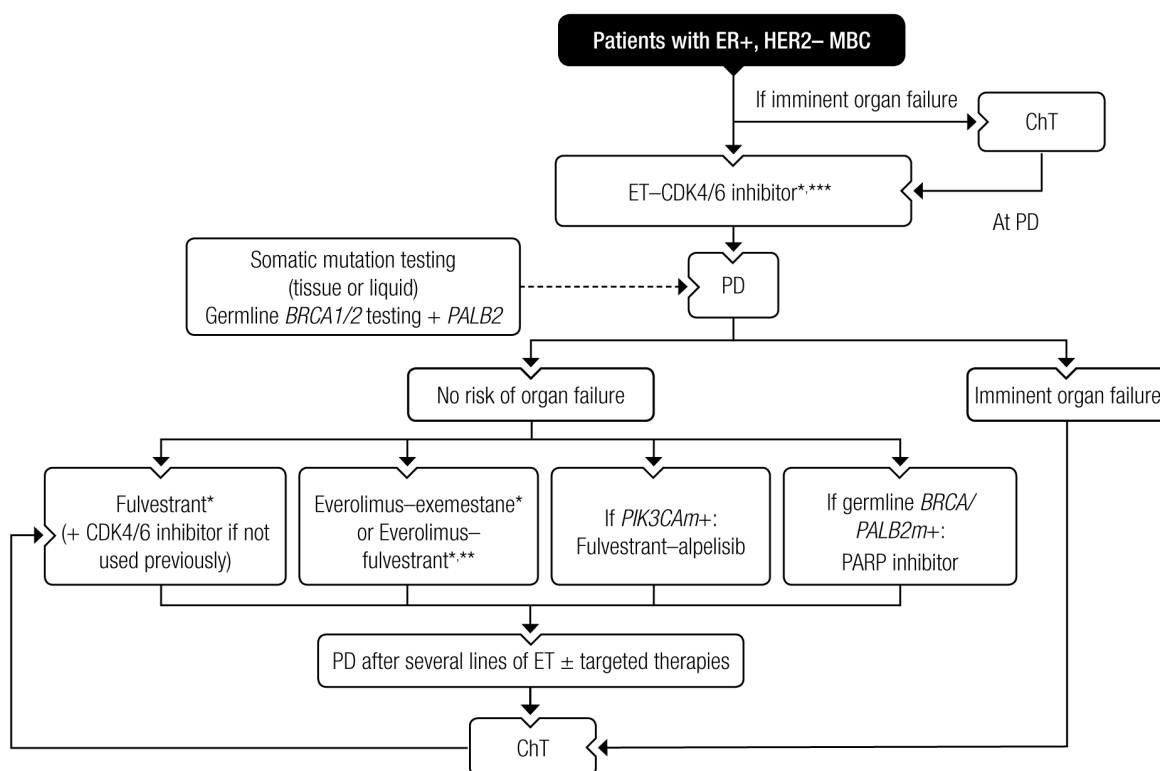 Patients with ER+, HER2– MBC
If imminent organ failure
ChT
ET–CDK4/6 inhibitor*,***
At PD
Somatic mutation testing
(tissue or liquid)
Germline BRCA1/2 testing + PALB2
PD
No risk of organ failure
Imminent organ failure
Fulvestrant*
(+ CDK4/6 inhibitor if not
used previously)
Everolimus–exemestane*
or Everolimus–
fulvestrant*,**
If PIK3CAm+:
Fulvestrant–alpelisib
If germline BRCA/
PALB2m+:
PARP inhibitor
PD after several lines of ET ± targeted therapies
ChT